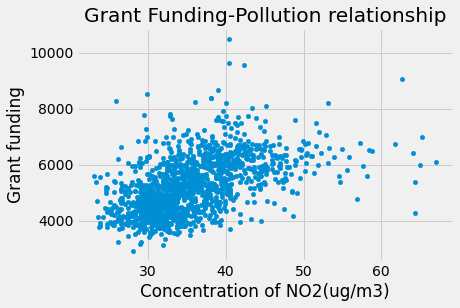 Grant Funding-Pollution relationship
10000
8000
6000
4000
Grant funding
30 40 50 60
Concentration of NO2(ug/m3)